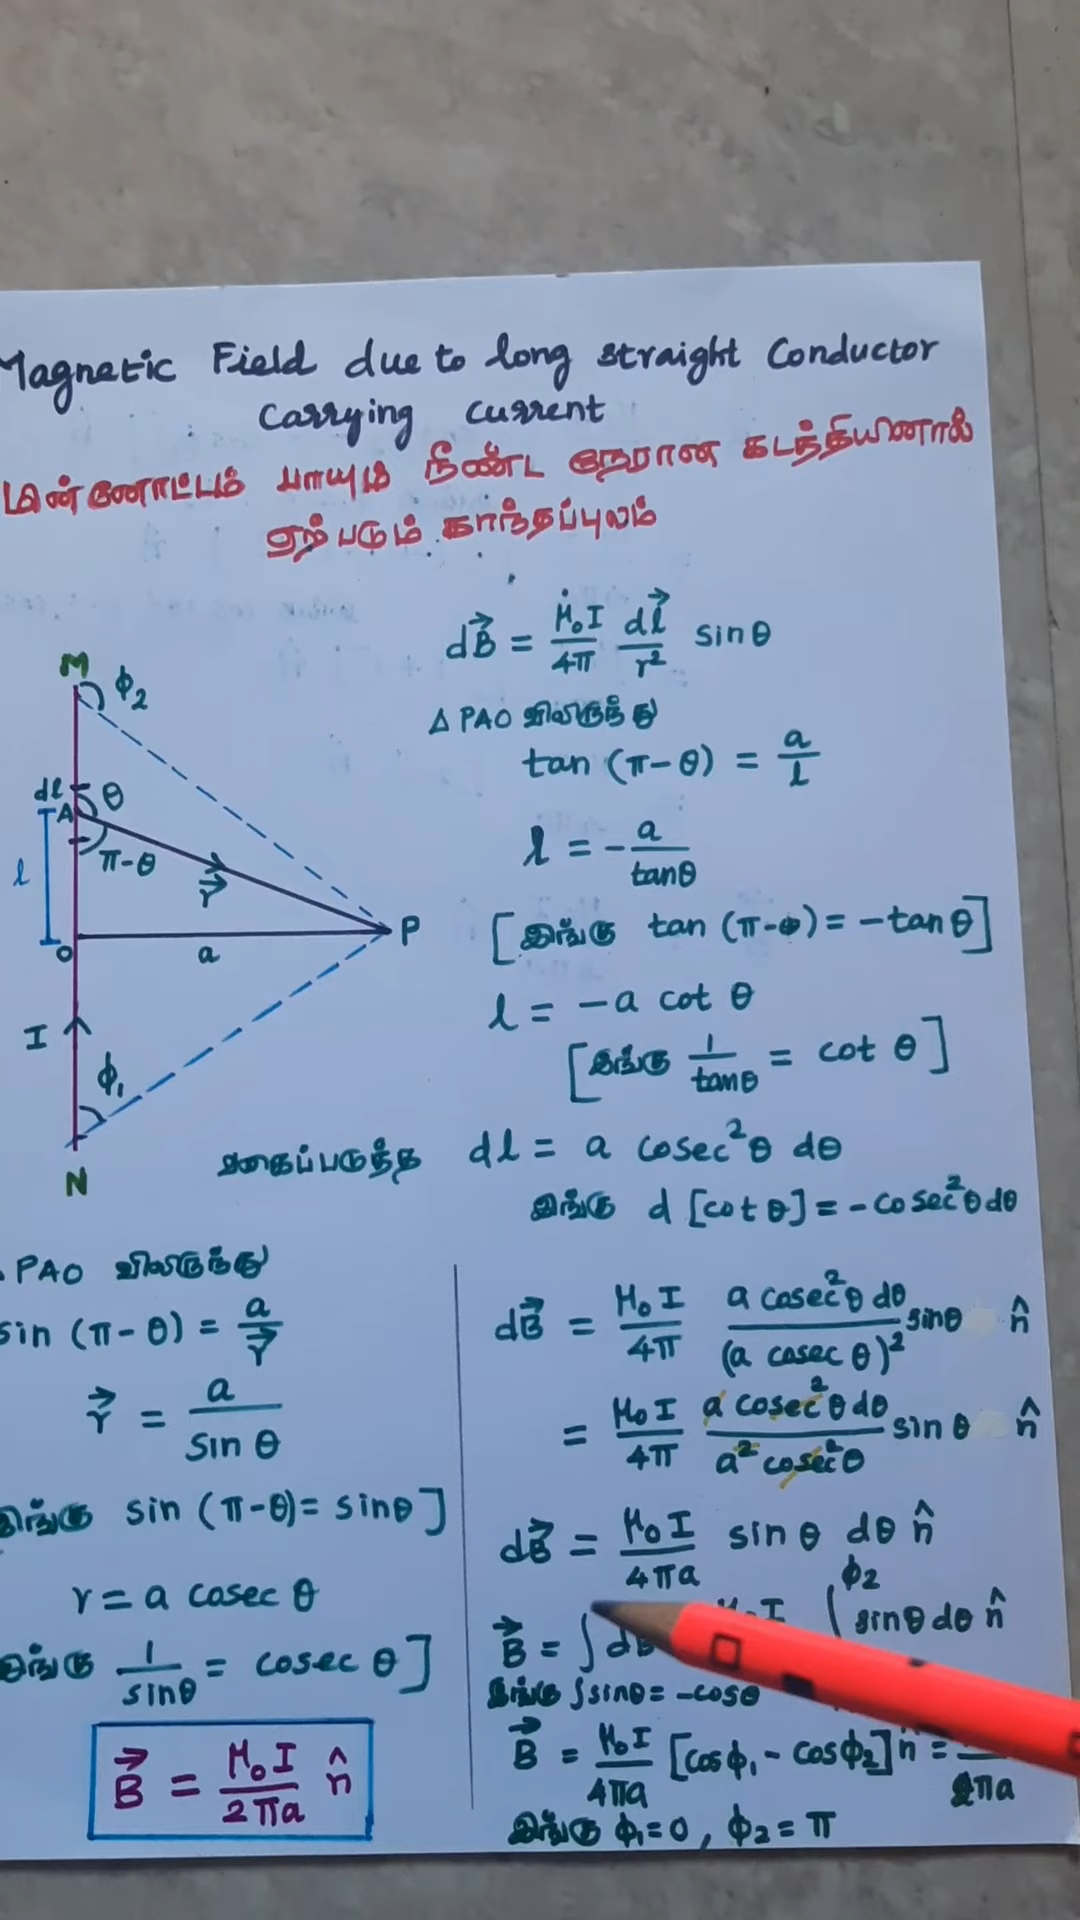 Magnetic Field due to long straight Conductor
Carrying Current
மின்னோட்டம் பாயும் நீண்ட நேரான கடத்தியினால்
ஏற்படும் காந்தப்புலம்
M
ϕ₂
dl
θ
A
π-θ
l
r⃗
P
O
a
I
ϕ₁
N
dB⃗ = μ₀I/4π dl⃗/r² sinθ
Δ PAO விலிருந்து
tan (π-θ) = a/l
l = -a/tanθ
[இங்கு tan (π-θ) = -tanθ]
l = -a cot θ
[இங்கு 1/tanθ = cot θ]
வகைப்படுத்த dl = a cosec²θ dθ
இங்கு d [cot θ] = -cosec²θ dθ
PAO விலிருந்து
sin (π-θ) = a/r⃗
r⃗ = a/sin θ
இங்கு sin (π-θ) = sinθ]
r = a cosec θ
இங்கு 1/sinθ = cosec θ]
B⃗ = μ₀I/2πa n̂
dB⃗ = μ₀I/4π a cosec²θ dθ/(a cosec θ)² sinθ n̂
= μ₀I/4π a cosec²θ dθ/a² cosec²θ sin θ n̂
dB⃗ = μ₀I/4πa sin θ dθ n̂
B⃗ = ∫ dB ∫ ϕ₂ sinθ dθ n̂
இங்கு ∫sinθ = -cosθ
B⃗ = μ₀I/4πa [cosϕ₁ - cosϕ₂] n̂ = 2πa
இங்கு ϕ₁=0, ϕ₂ = π